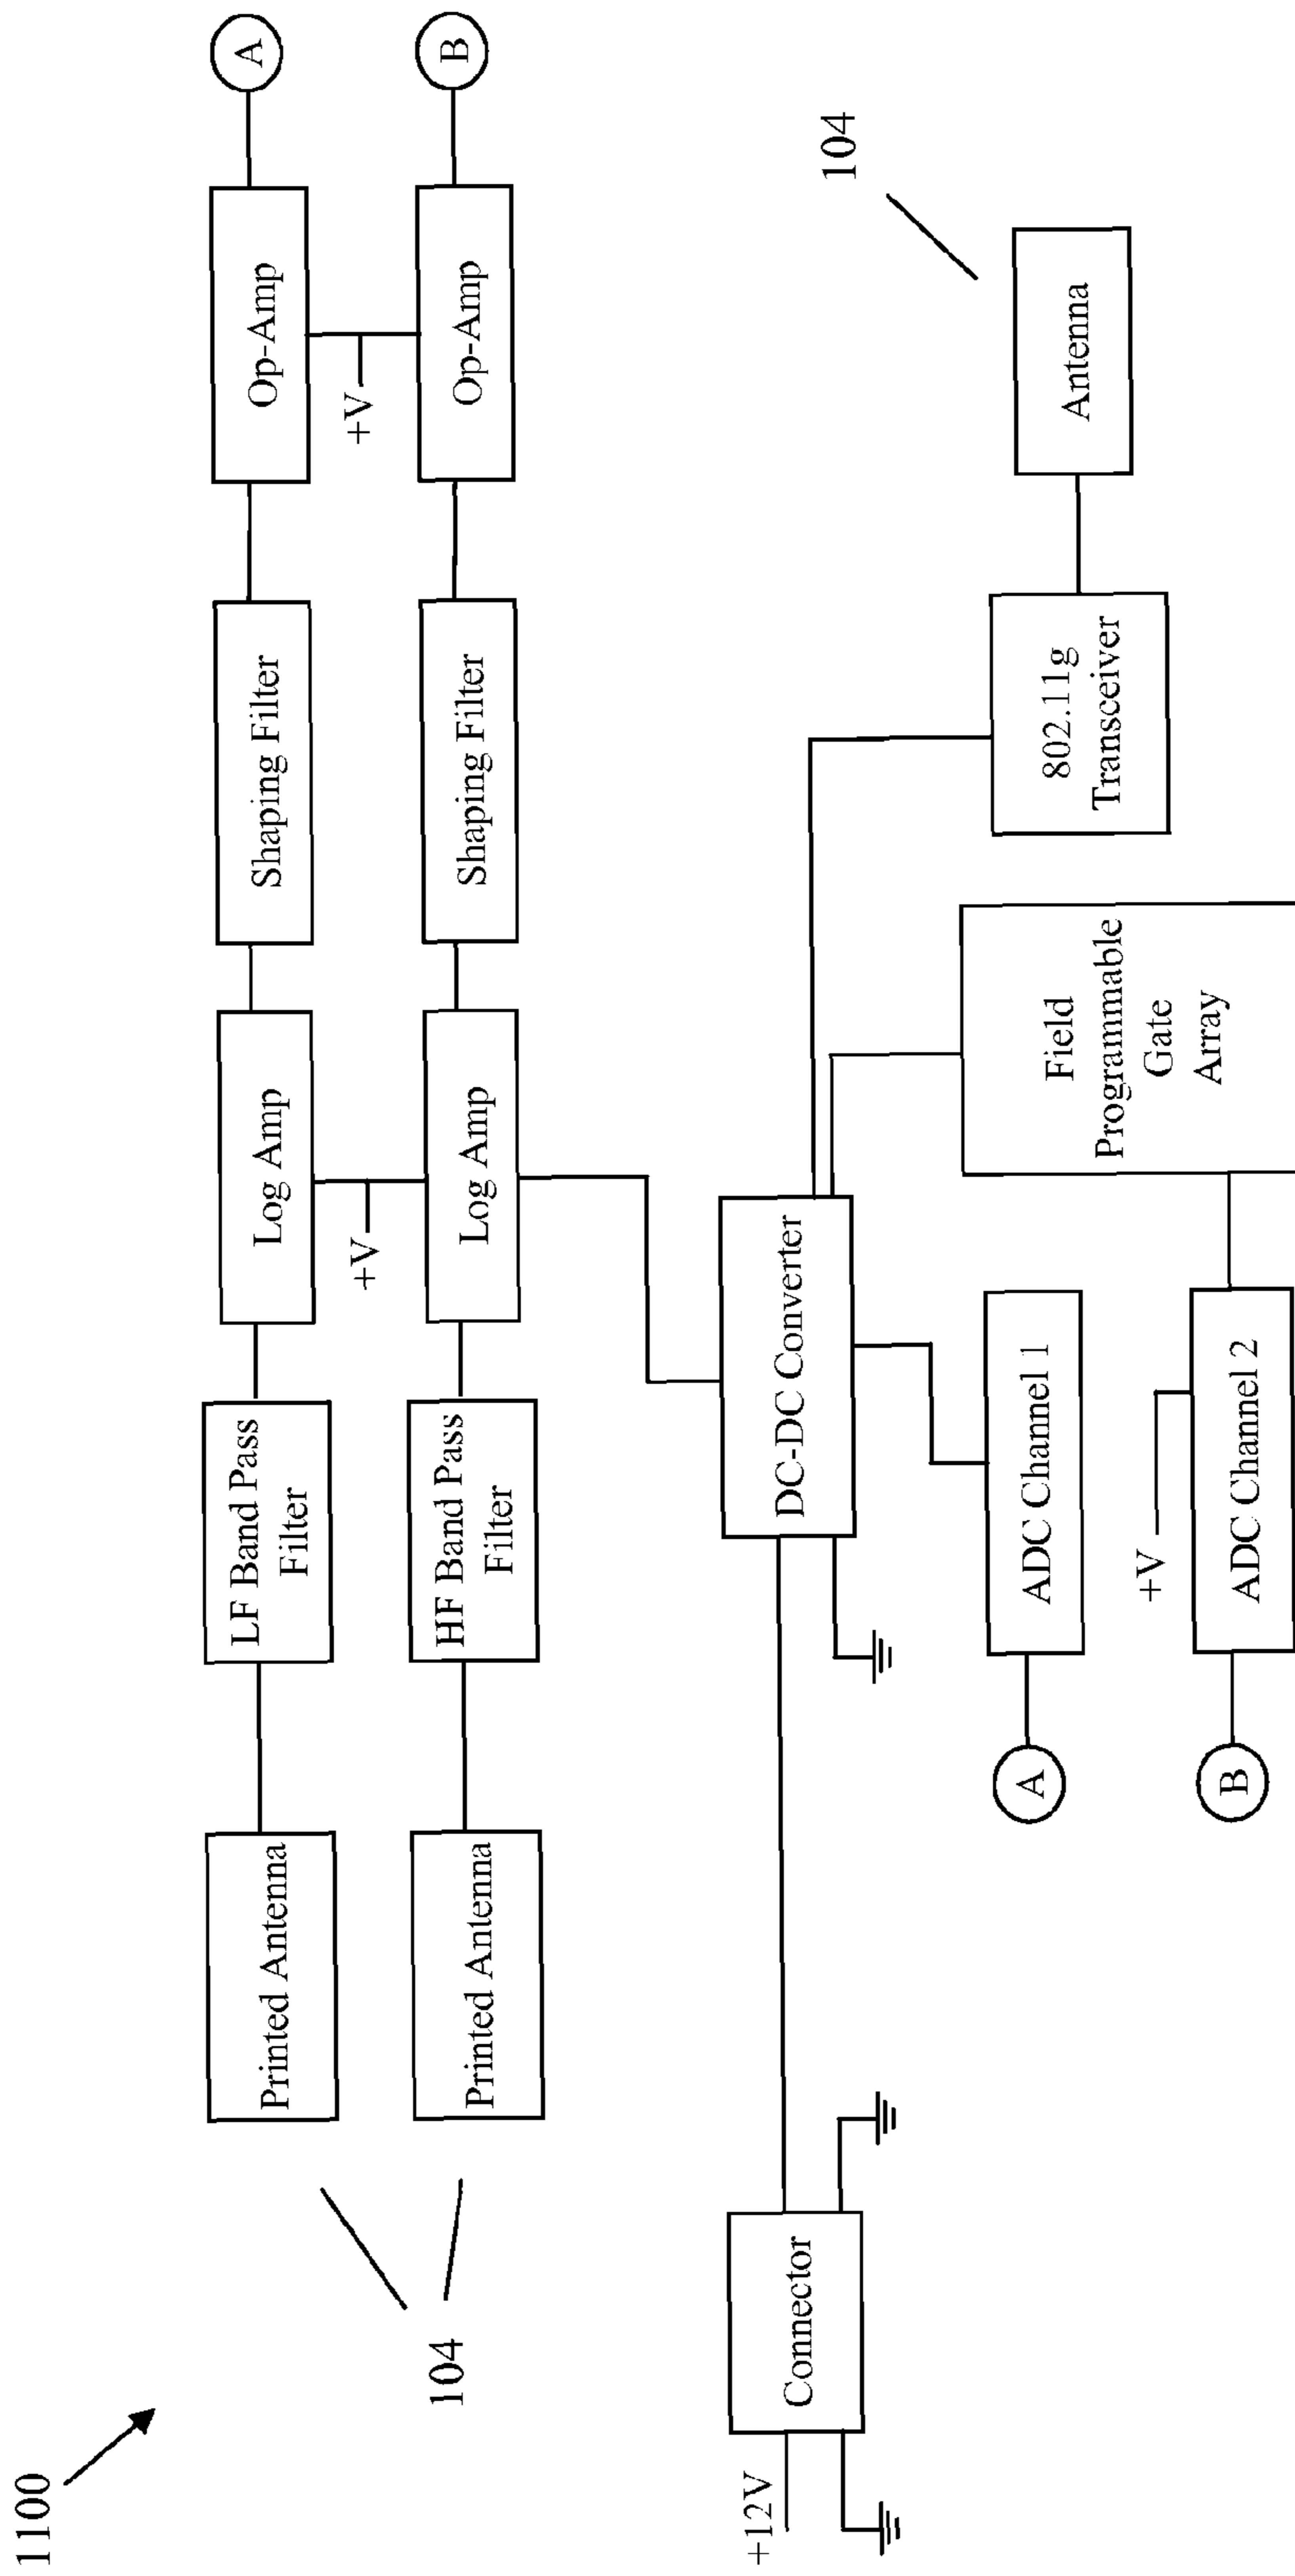 1100
104
Printed Antenna
LF Band Pass
Filter
Log Amp
Shaping Filter
Op-Amp
A
+V
+V
Printed Antenna
HF Band Pass
Filter
Log Amp
Shaping Filter
Op-Amp
B
+12V
Connector
DC-DC Converter
104
A
ADC Channel 1
802.11g
Transceiver
Antenna
+V
B
ADC Channel 2
Field
Programmable
Gate
Array